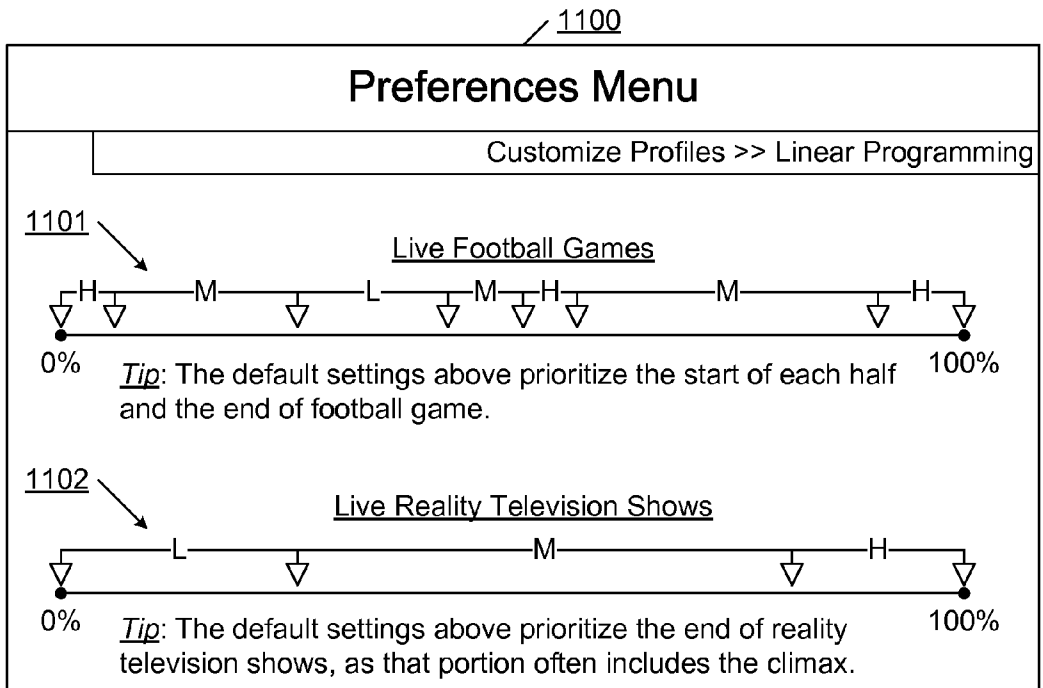 1100
Preferences Menu
Customize Profiles >> Linear Programming
1101
Live Football Games
H M L M H M H
0% 100%
Tip: The default settings above prioritize the start of each half
and the end of football game.
1102
Live Reality Television Shows
L M H
0% 100%
Tip: The default settings above prioritize the end of reality
television shows, as that portion often includes the climax.